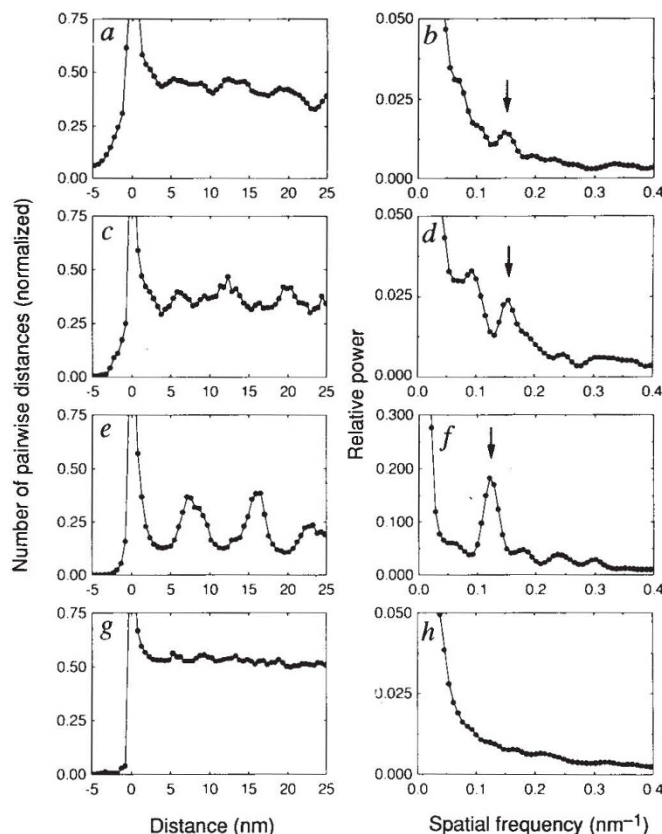 a
0.75
0.50
0.25
0.00
-5 0 5 10 15 20 25
b
0.050
0.025
0.000
0.0 0.1 0.2 0.3 0.4
c
0.75
0.50
0.25
0.00
-5 0 5 10 15 20 25
d
0.050
0.025
0.000
0.0 0.1 0.2 0.3 0.4
e
0.75
0.50
0.25
0.00
-5 0 5 10 15 20 25
f
0.300
0.200
0.100
0.000
0.0 0.1 0.2 0.3 0.4
g
0.75
0.50
0.25
0.00
-5 0 5 10 15 20 25
h
0.050
0.025
0.000
0.0 0.1 0.2 0.3 0.4
Number of pairwise distances (normalized)
Relative power
Distance (nm)
Spatial frequency (nm⁻¹)